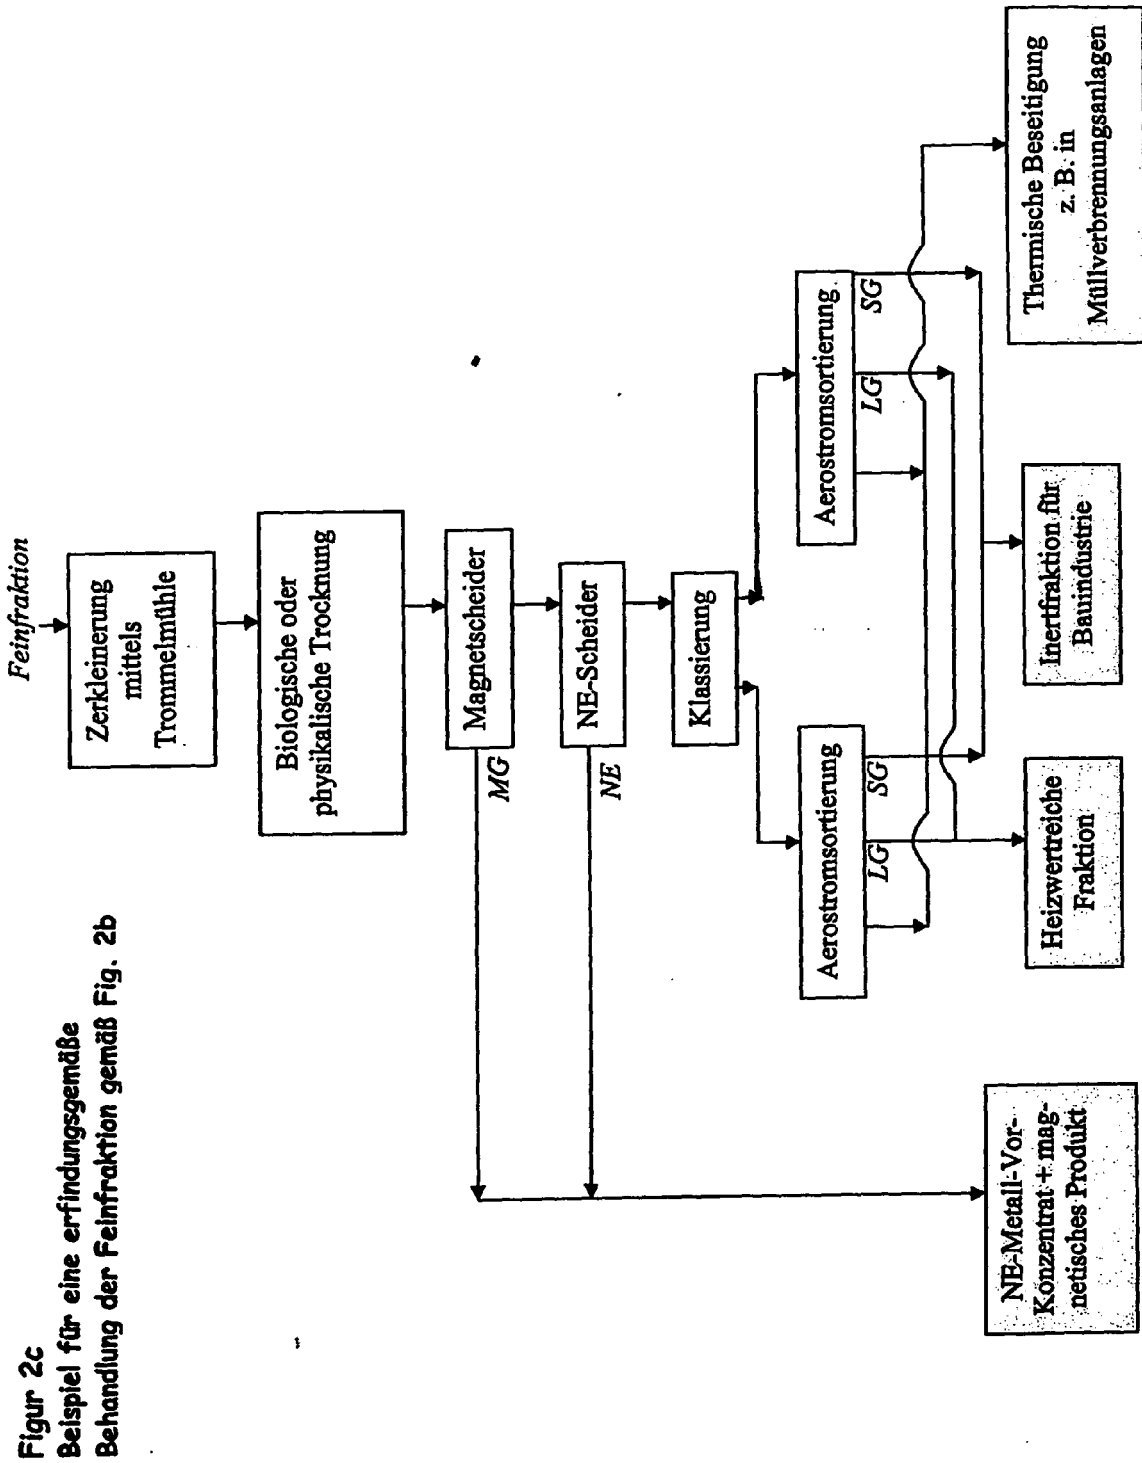 Figur 2c
Beispiel für eine erfindungsgemäße
Behandlung der Feinfraktion gemäß Fig. 2b
Feinfraktion
Zerkleinerung
mittels
Trommelmühle
Biologische oder
physikalische Trocknung
Magnetscheider
MG
NE-Scheider
NE
Klassierung
Aerostromsortierung
LG
SG
Aerostromsortierung
LG
SG
NE-Metall-Vor-
Konzentrat + mag-
netisches Produkt
Heizwertreiche
Fraktion
Inertfraktion für
Bauindustrie
Thermische Beseitigung
z. B. in
Müllverbrennungsanlagen